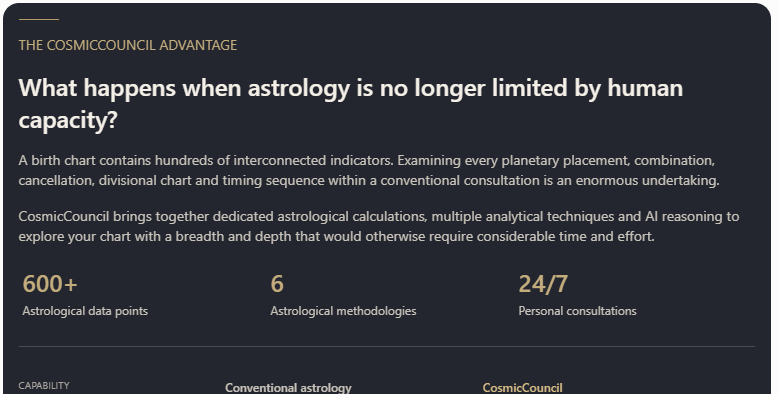 THE COSMICCOUNCIL ADVANTAGE
What happens when astrology is no longer limited by human
capacity?
A birth chart contains hundreds of interconnected indicators. Examining every planetary placement, combination,
cancellation, divisional chart and timing sequence within a conventional consultation is an enormous undertaking.
CosmicCouncil brings together dedicated astrological calculations, multiple analytical techniques and AI reasoning to
explore your chart with a breadth and depth that would otherwise require considerable time and effort.
600+ 6 24/7
Astrological data points Astrological methodologies Personal consultations
CAPABILITY Conventional astrology CosmicCouncil